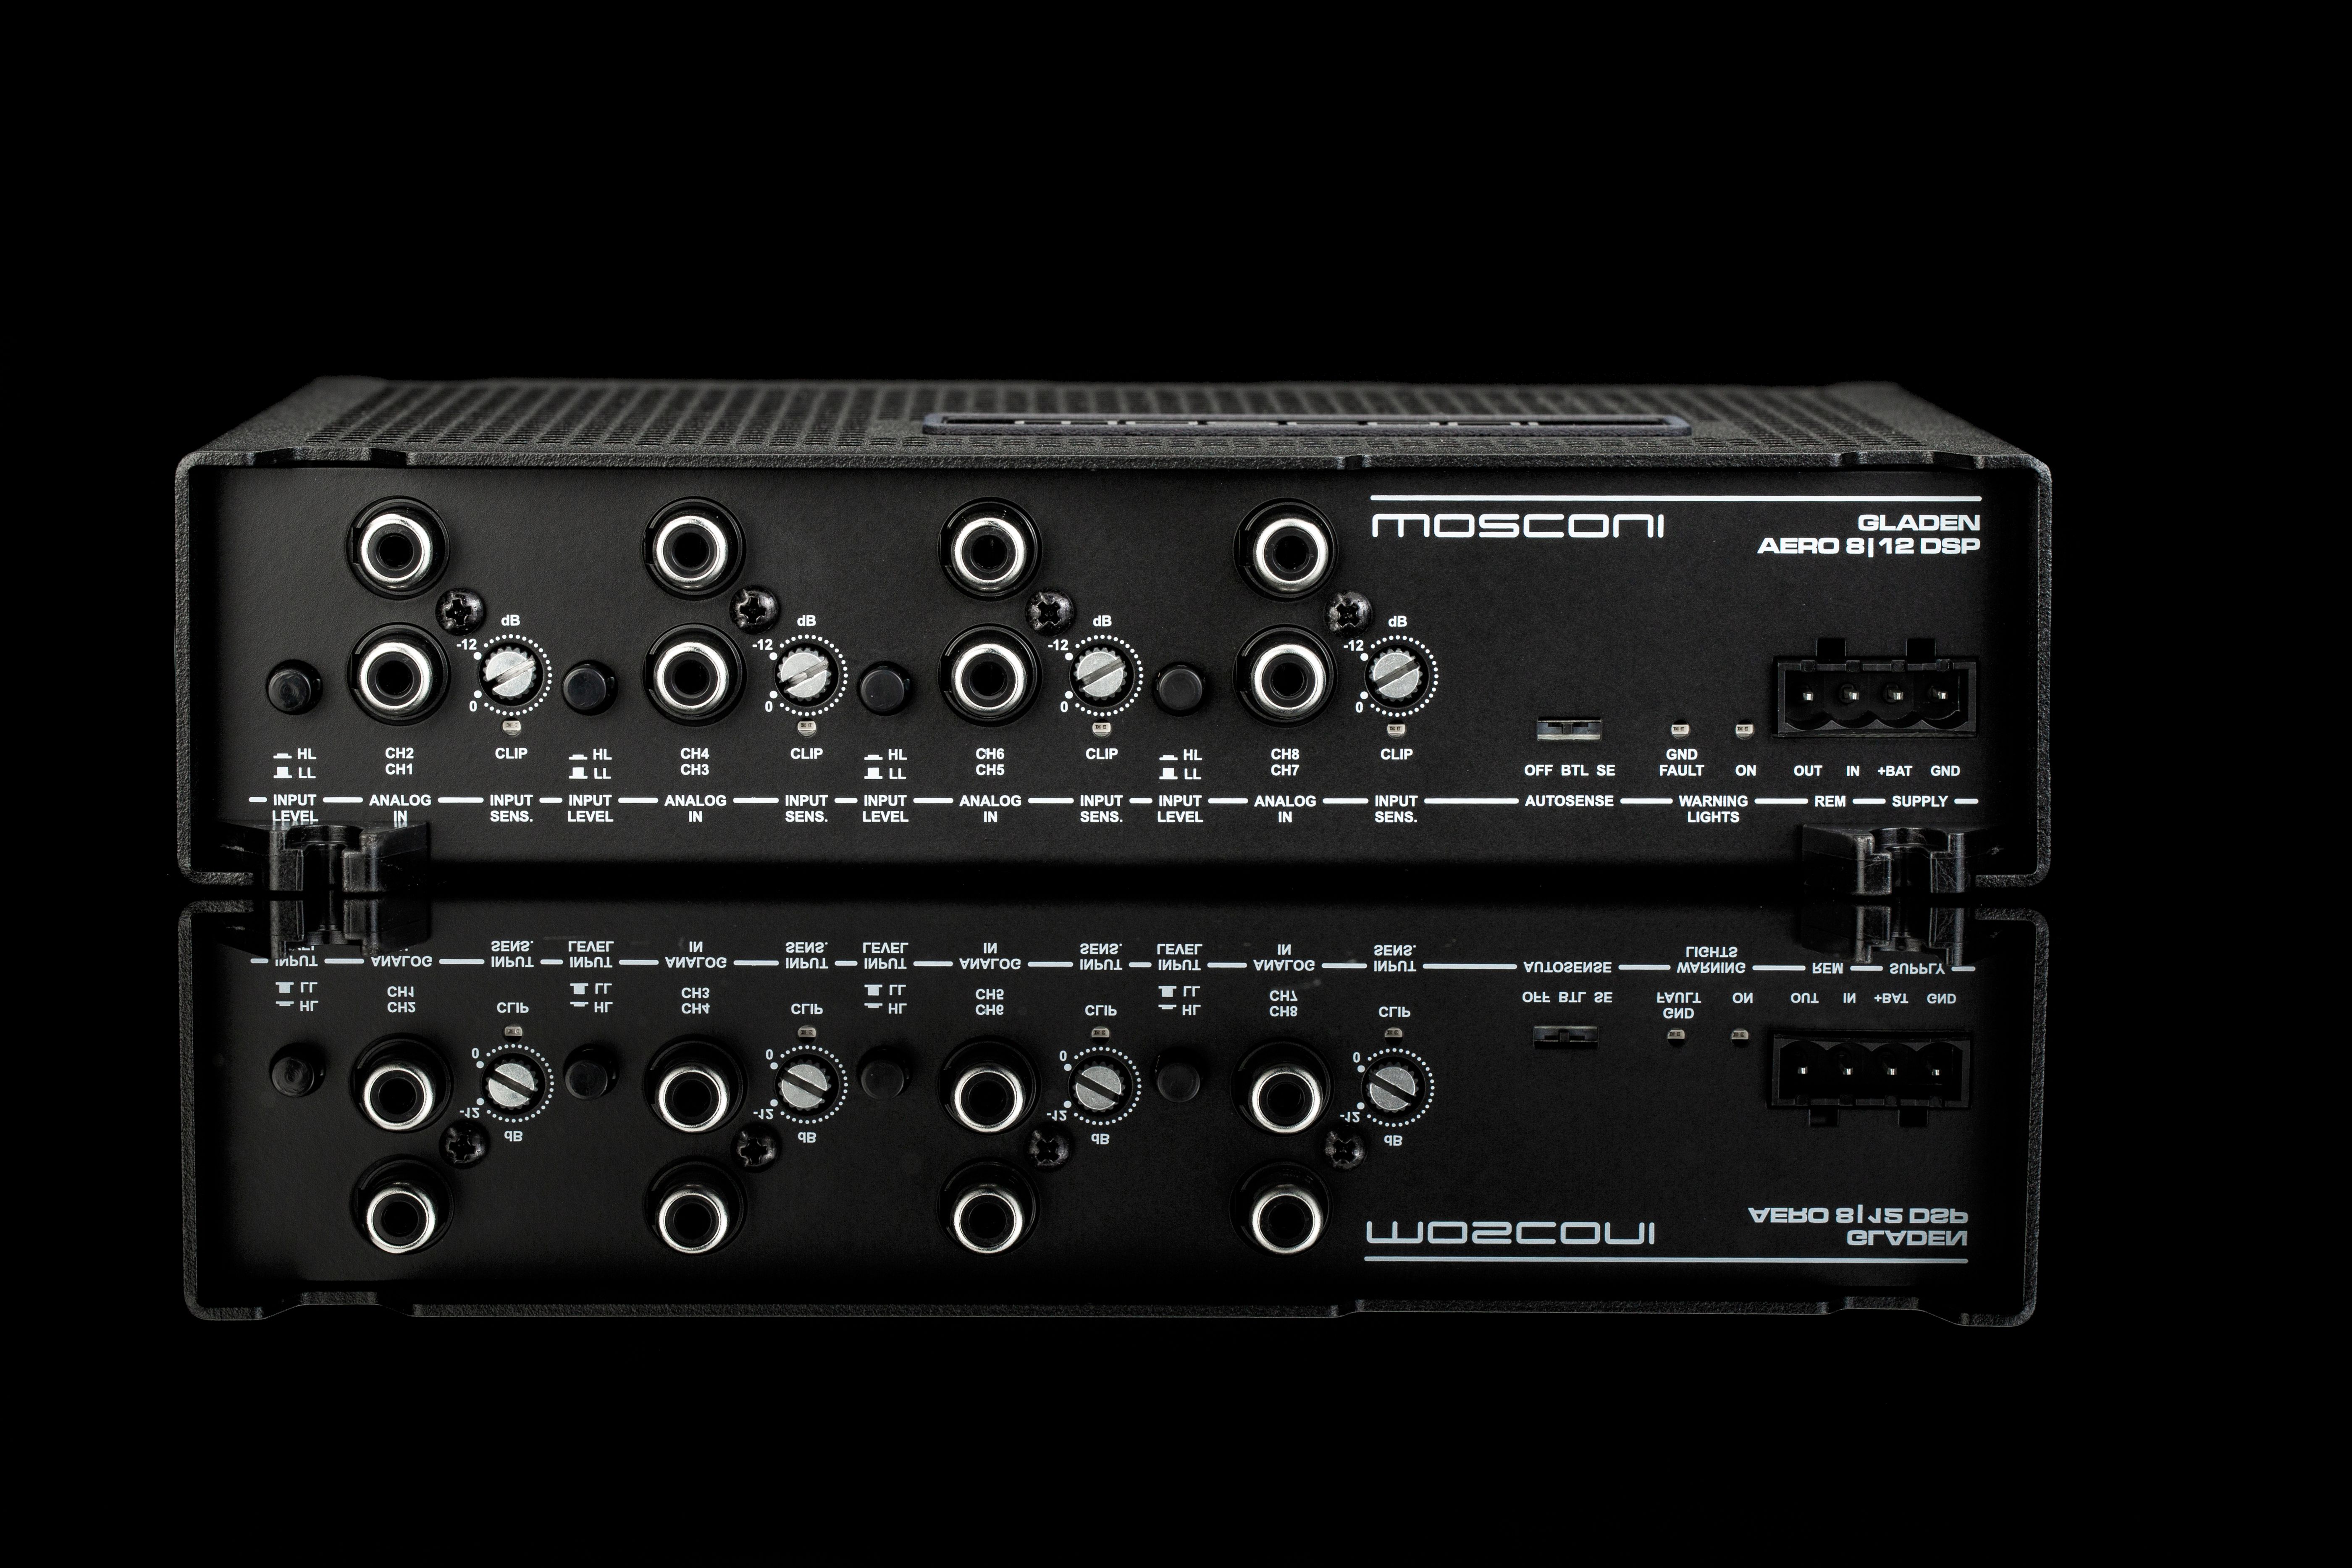 mosconi
GLADEN
AERO 8|12 DSP
dB dB dB dB
-12 -12 -12 -12
0 0 0 0
HL CH2 CLIP HL CH4 CLIP HL CH6 CLIP HL CH8 CLIP GND
LL CH1 LL CH3 LL CH5 LL CH7 OFF BTL SE FAULT ON OUT IN +BAT GND
INPUT ANALOG INPUT INPUT ANALOG INPUT INPUT ANALOG INPUT INPUT ANALOG INPUT AUTOSENSE WARNING REM SUPPLY
LEVEL IN SENS. LEVEL IN SENS. LEVEL IN SENS. LEVEL IN SENS. LIGHTS